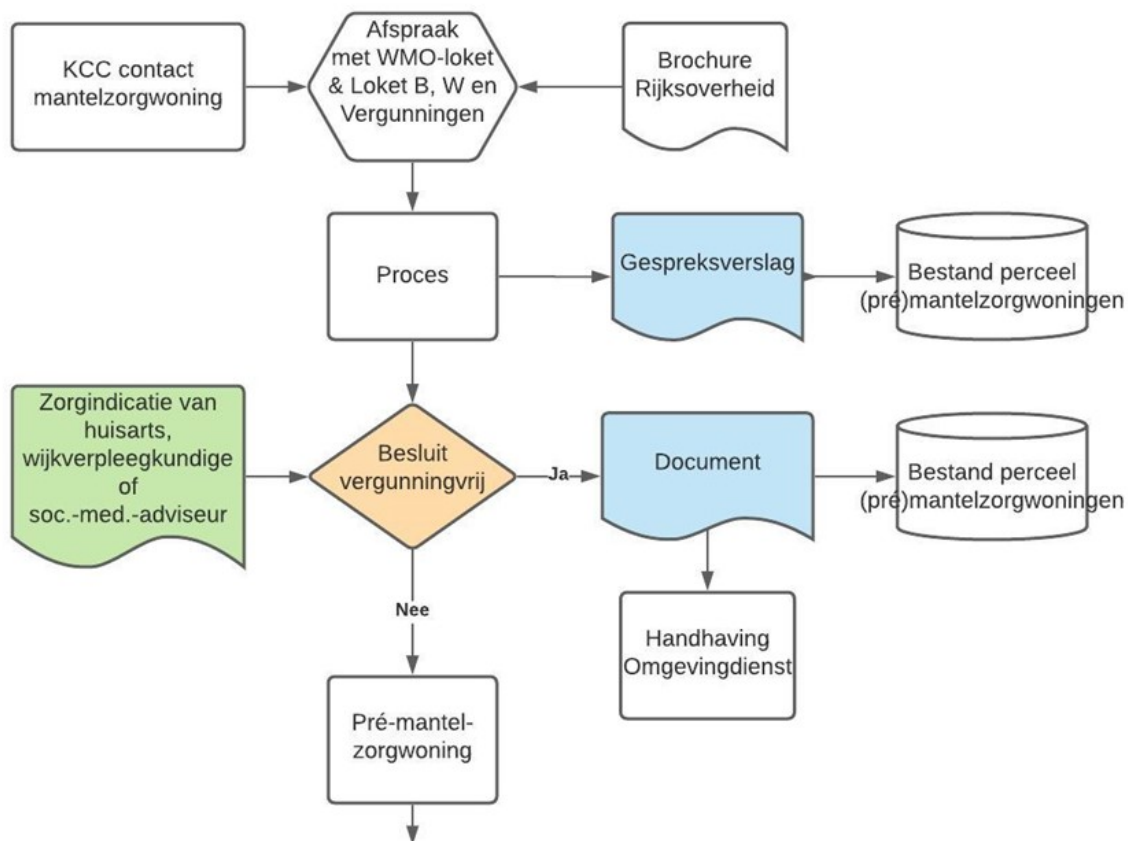 KCC contact
mantelzorgwoning
Afspraak
met WMO-loket
& Loket B, W en
Vergunningen
Brochure
Rijksoverheid
Proces
Gespreksverslag
Bestand perceel
(pré)mantelzorgwoningen
Zorgindicatie van
huisarts,
wijkverpleegkundige
of
soc.-med.-adviseur
Besluit
vergunningvrij
Ja
Document
Bestand perceel
(pré)mantelzorgwoningen
Nee
Handhaving
Omgevingdienst
Pré-mantel-
zorgwoning